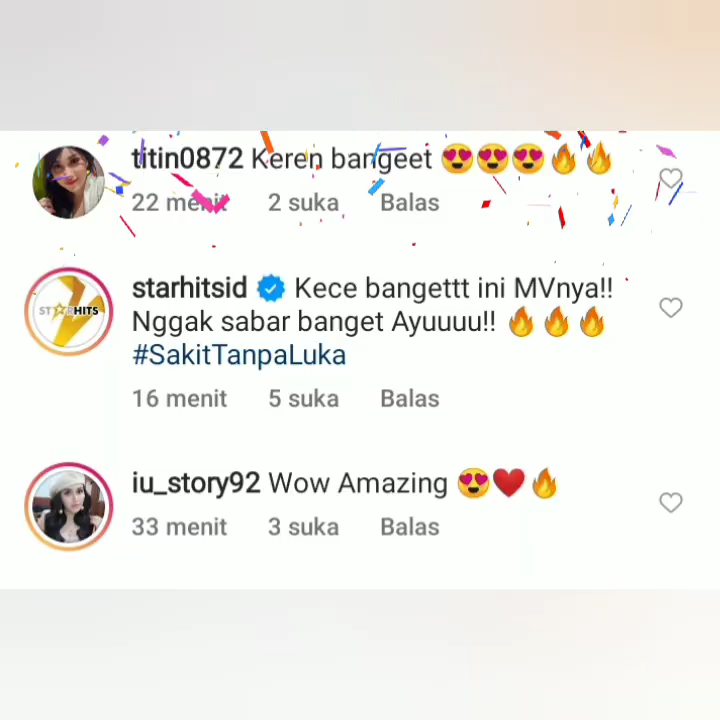 titin0872 Keren bangeet 😍😍😍🔥🔥
22 menit 2 suka Balas
STARHITS
starhitsid Kece bangettt ini MVnya!!
Nggak sabar banget Ayuuuu!! 🔥🔥🔥
#SakitTanpaLuka
16 menit 5 suka Balas
iu_story92 Wow Amazing 😍❤️🔥
33 menit 3 suka Balas